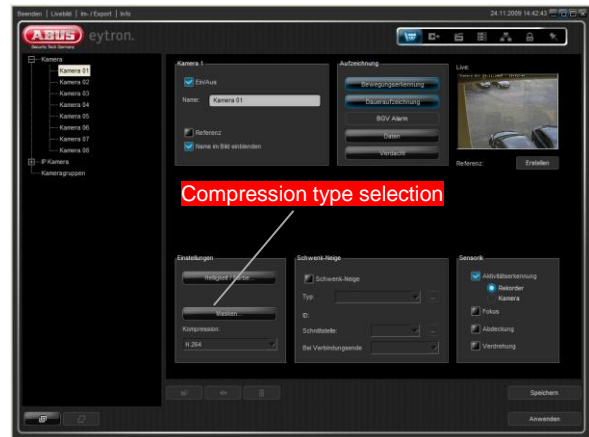 Beenden | Livebild | Im- / Export | Info
24.11.2009 14:42:43
ABUS eytron.
Security Tech Germany
Kamera
Kamera 01
Kamera 02
Kamera 03
Kamera 04
Kamera 05
Kamera 06
Kamera 07
Kamera 08
IP Kamera
Kameragruppen
Kamera 1
Ein/Aus
Name: Kamera 01
Referenz
Name im Bild einblenden
Aufzeichnung
Bewegungserkennung
Daueraufzeichnung
BGV Alarm
Daten
Verdacht
Live:
Referenz: Erstellen
Compression type selection
Einstellungen
Helligkeit / Farbe...
Masken...
Kompression:
H.264
Schwenk-Neige
Schwenk-Neige
Typ:
ID:
Schnittstelle:
Bei Verbindungsende
Sensorik
Aktivitätserkennung
Rekorder
Kamera
Fokus
Abdeckung
Verdrehung
Speichern
Anwenden